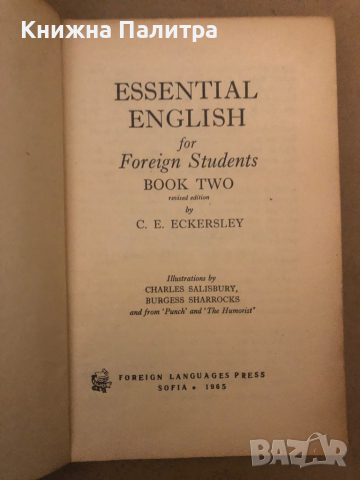 Книжна Палитра
ESSENTIAL
ENGLISH
for
Foreign Students
BOOK TWO
revised edition
by
C. E. ECKERSLEY
Illustrations by
CHARLES SALISBURY,
BURGESS SHARROCKS
and from 'Punch' and 'The Humorist'
FOREIGN LANGUAGES PRESS
SOFIA • 1965
BAZAR